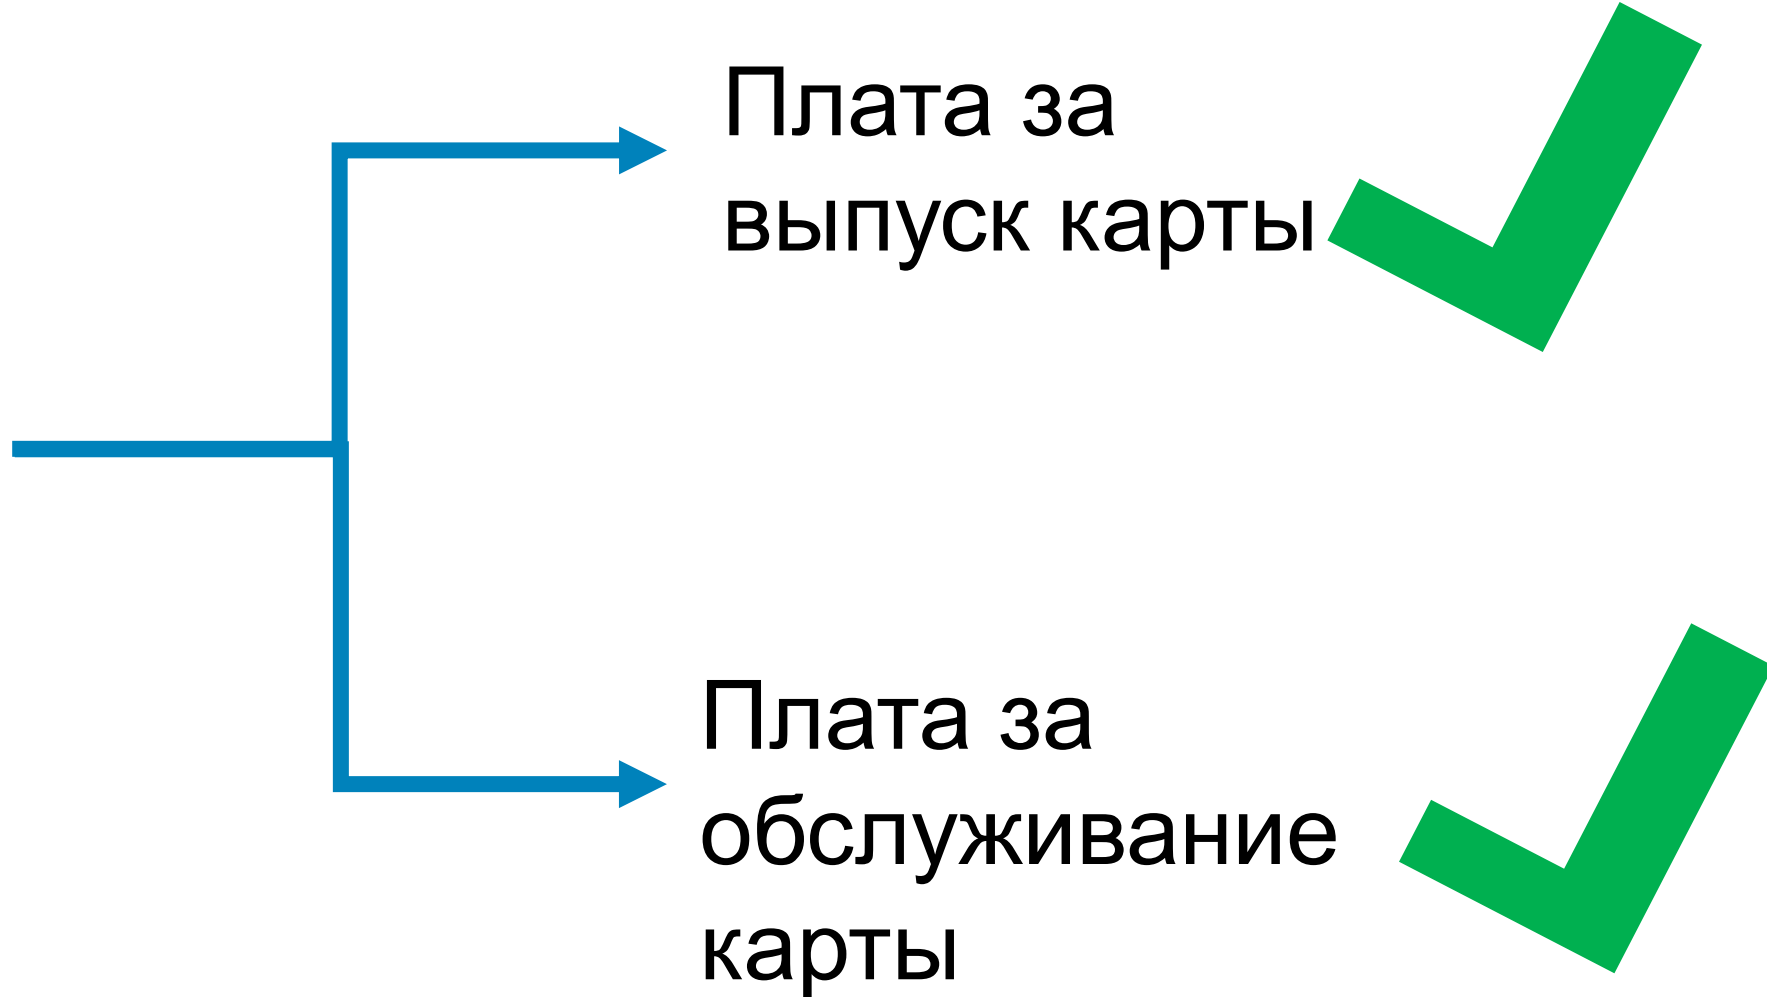 Плата за
выпуск карты
Плата за
обслуживание
карты